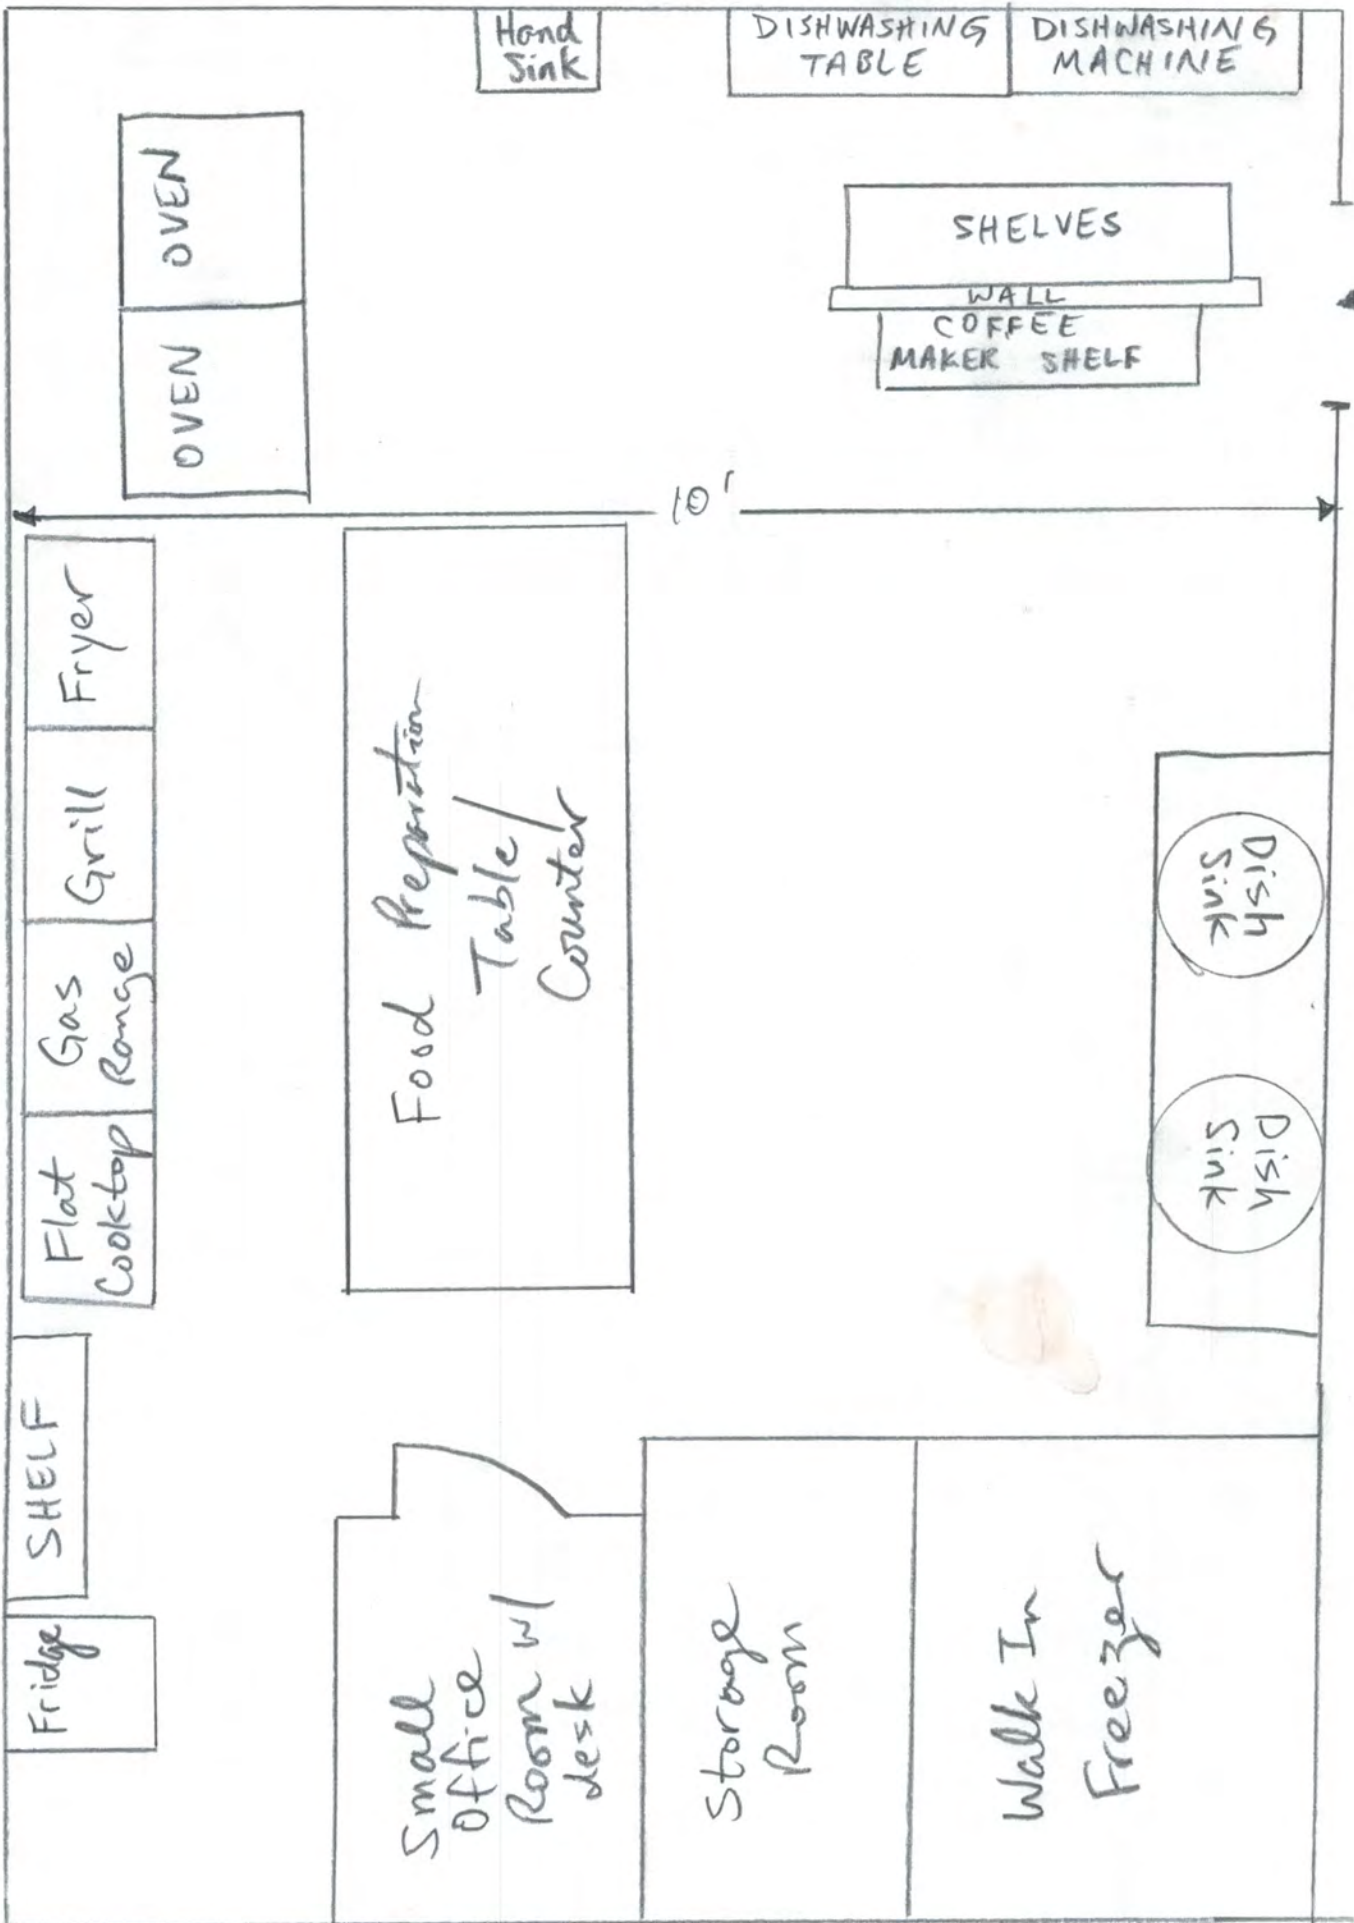 Hand
Sink
DISHWASHING
TABLE
DISHWASHING
MACHINE
OVEN
OVEN
SHELVES
WALL
COFFEE
MAKER SHELF
10'
Fryer
Grill
Gas
Range
Flat
Cooktop
Food Preparation
Table/
Counter
Dish
Sink
Dish
Sink
SHELF
Fridge
Small
Office
Room w/
desk
Storage
Room
Walk In
Freezer